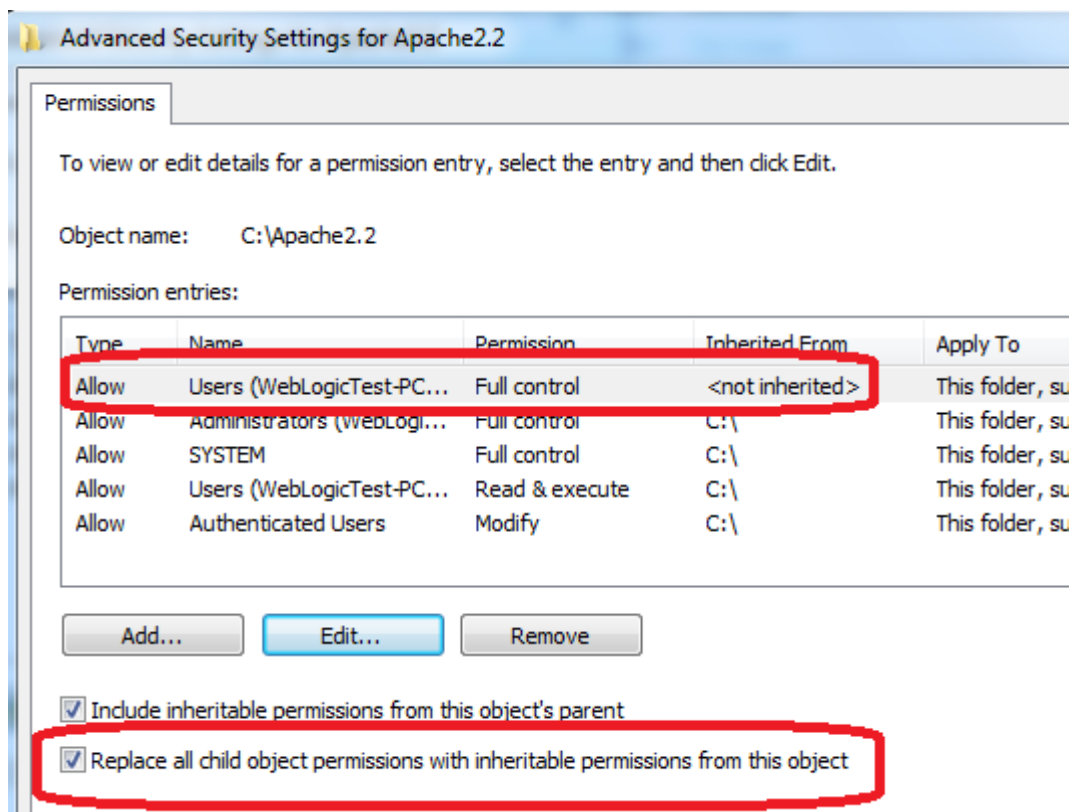 Advanced Security Settings for Apache2.2
Permissions
To view or edit details for a permission entry, select the entry and then click Edit.
Object name: C:\Apache2.2
Permission entries:
Type Name Permission Inherited From Apply To
Allow Users (WebLogicTest-PC... Full control <not inherited> This folder, su
Allow Administrators (WebLogi... Full control C:\ This folder, su
Allow SYSTEM Full control C:\ This folder, su
Allow Users (WebLogicTest-PC... Read & execute C:\ This folder, su
Allow Authenticated Users Modify C:\ This folder, su
Add... Edit... Remove
Include inheritable permissions from this object's parent
Replace all child object permissions with inheritable permissions from this object